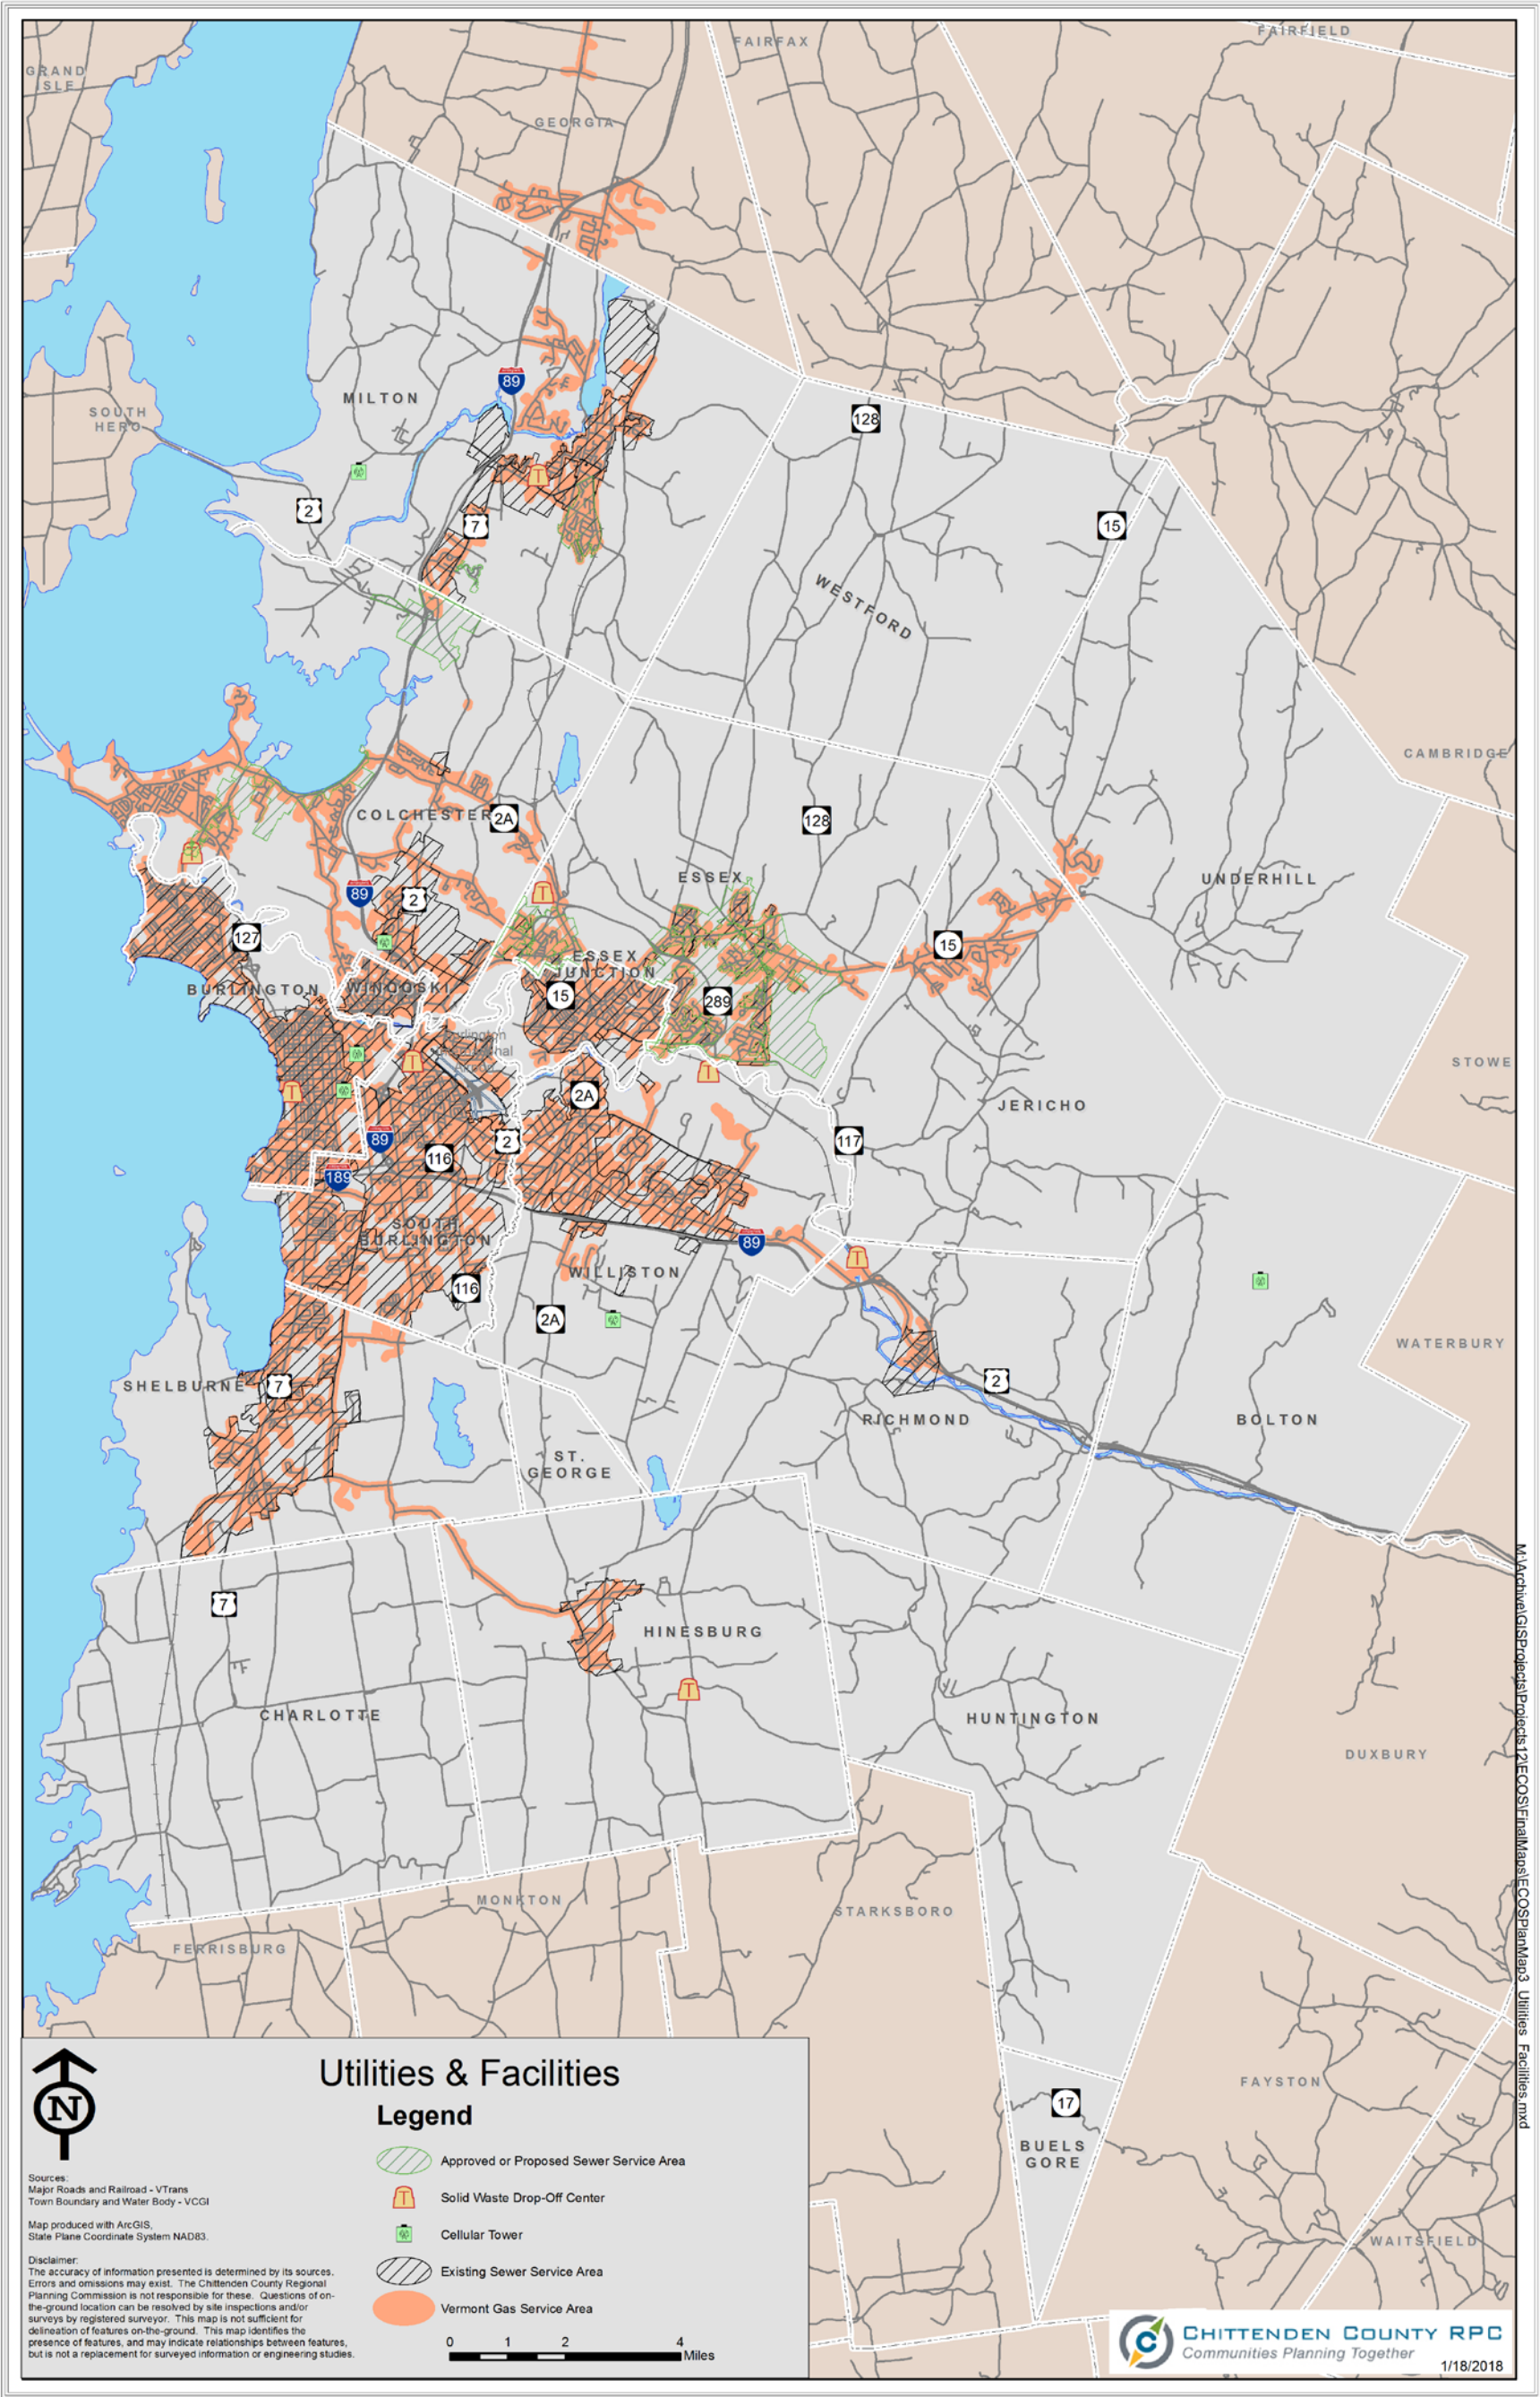 GRAND
ISLE
FAIRFAX
FAIRFIELD
GEORGIA
89
MILTON
128
SOUTH
HERO
2
7
15
WESTFORD
CAMBRIDGE
COLCHESTER
2A
128
ESSEX
UNDERHILL
89
2
127
15
ESSEX
JUNCTION
BURLINGTON
WINOOSKI
15
289
Burlington
International
Airport
STOWE
2A
JERICHO
89
2
117
116
189
SOUTH
BURLINGTON
89
WILLISTON
116
2A
WATERBURY
SHELBURNE
7
2
RICHMOND
BOLTON
ST.
GEORGE
7
HINESBURG
CHARLOTTE
HUNTINGTON
DUXBURY
MONKTON
STARKSBORO
FERRISBURG
FAYSTON
17
BUELS
GORE
WAITSFIELD
M:\Archive\GISProjects\Projects12\ECOS\FinalMaps\ECOSPlanMap3_Utilities_Facilities.mxd
N
Utilities & Facilities
Legend
Approved or Proposed Sewer Service Area
T
Solid Waste Drop-Off Center
Cellular Tower
Existing Sewer Service Area
Vermont Gas Service Area
0 1 2 4
Miles
Sources:
Major Roads and Railroad - VTrans
Town Boundary and Water Body - VCGI
Map produced with ArcGIS,
State Plane Coordinate System NAD83.
Disclaimer:
The accuracy of information presented is determined by its sources.
Errors and omissions may exist. The Chittenden County Regional
Planning Commission is not responsible for these. Questions of on-
the-ground location can be resolved by site inspections and/or
surveys by registered surveyor. This map is not sufficient for
delineation of features on-the-ground. This map identifies the
presence of features, and may indicate relationships between features,
but is not a replacement for surveyed information or engineering studies.
CHITTENDEN COUNTY RPC
Communities Planning Together
1/18/2018